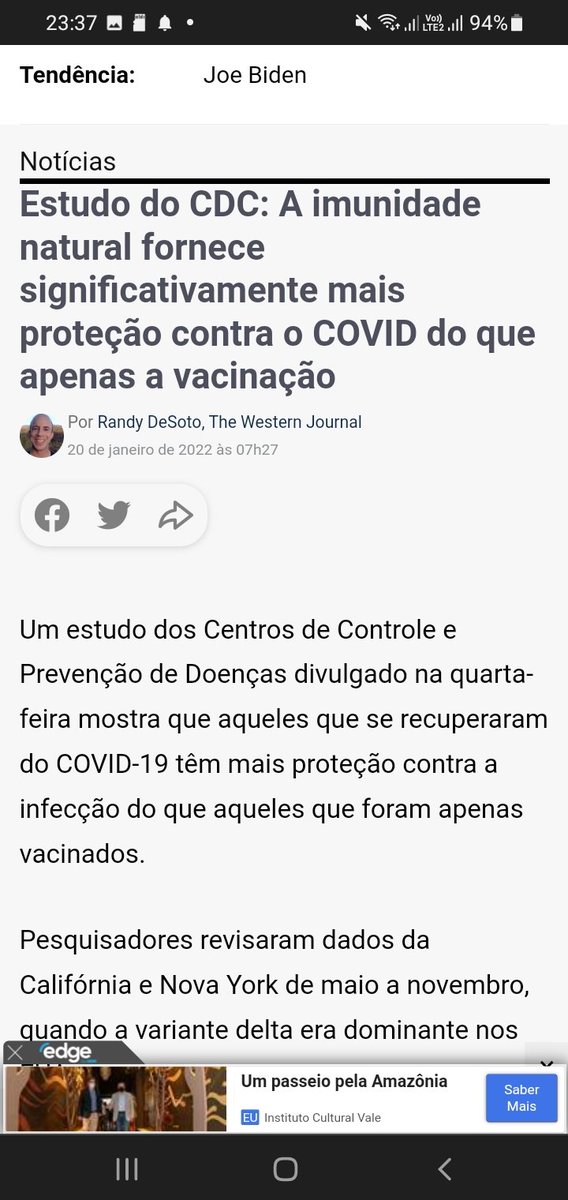 23:37
Vo))
LTE2
94%
Tendência: Joe Biden
Notícias
Estudo do CDC: A imunidade
natural fornece
significativamente mais
proteção contra o COVID do que
apenas a vacinação
Por Randy DeSoto, The Western Journal
20 de janeiro de 2022 às 07h27
Um estudo dos Centros de Controle e
Prevenção de Doenças divulgado na quarta-
feira mostra que aqueles que se recuperaram
do COVID-19 têm mais proteção contra a
infecção do que aqueles que foram apenas
vacinados.
Pesquisadores revisaram dados da
Califórnia e Nova York de maio a novembro,
quando a variante delta era dominante nos
edge
Um passeio pela Amazônia
EU Instituto Cultural Vale
Saber
Mais